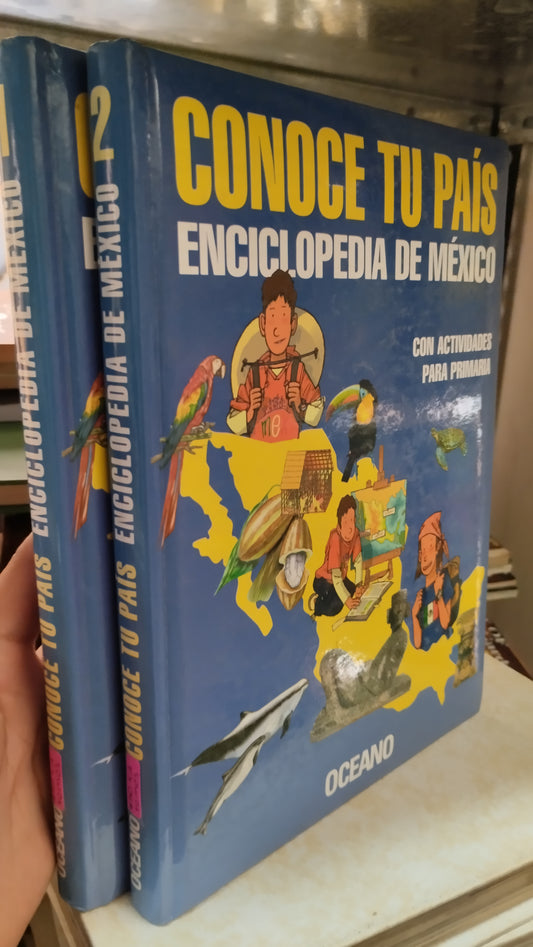 CONOCE TU PAÍS
ENCICLOPEDIA DE MÉXICO
CON ACTIVIDADES
PARA PRIMARIA
OCEANO
2
CONOCE TU PAÍS ENCICLOPEDIA DE MÉXICO
OCEANO
1
CONOCE TU PAÍS ENCICLOPEDIA DE MÉXICO
OCEANO